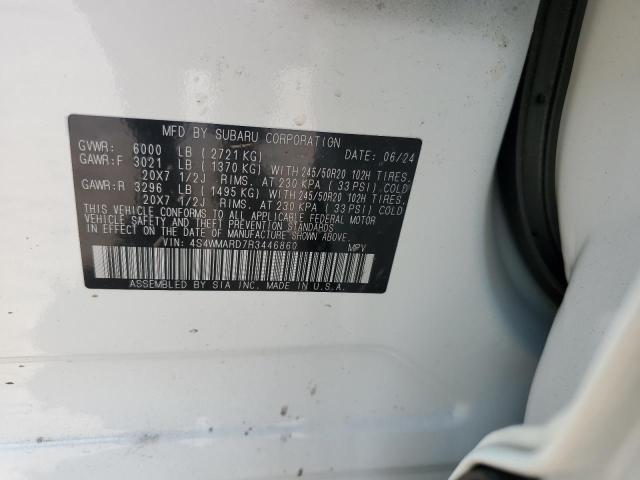 MFD BY SUBARU CORPORATION
GVWR: 6000 LB ( 2721 KG) DATE: 06/24
GAWR:F 3021 LB ( 1370 KG) WITH 245/50R20 102H TIRES
20X7 1/2J RIMS. AT 230 KPA ( 33 PSI) COLD.
GAWR:R 3296 LB ( 1495 KG) WITH 245/50R20 102H TIRES
20X7 1/2J RIMS. AT 230 KPA ( 33 PSI) COLD.
THIS VEHICLE CONFORMS TO ALL APPLICABLE FEDERAL MOTOR
VEHICLE SAFETY, BUMPER, AND THEFT PREVENTION STANDARDS
IN EFFECT ON THE DATE OF MANUFACTURE SHOWN ABOVE.
VIN: 4S4WMARD7R3446860 MPV
ASSEMBLED BY SIA INC. MADE IN U.S.A.